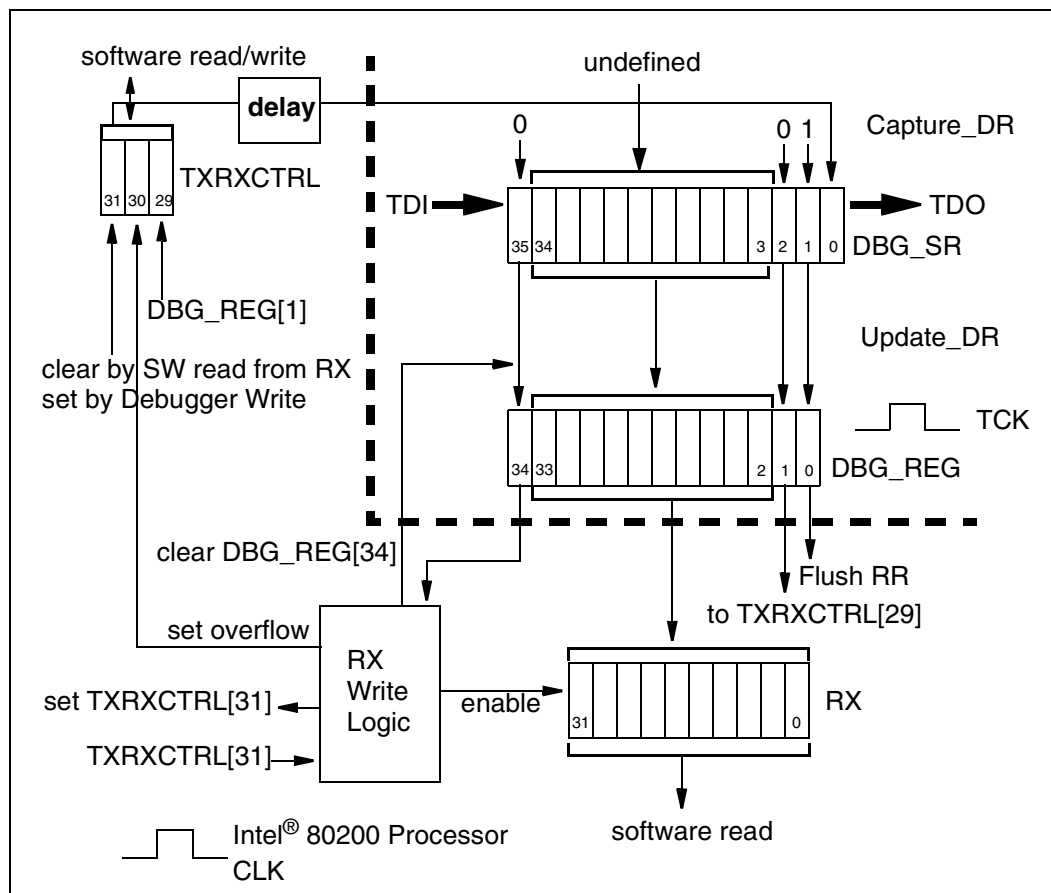 software read/write
undefined
delay
0
0 1
Capture_DR
TXRXCTRL
31 30 29
TDI
TDO
35 34 3 2 1 0
DBG_SR
DBG_REG[1]
Update_DR
clear by SW read from RX
set by Debugger Write
TCK
34 33 2 1 0
DBG_REG
clear DBG_REG[34]
Flush RR
to TXRXCTRL[29]
set overflow
RX
Write
Logic
set TXRXCTRL[31]
enable
RX
31 0
TXRXCTRL[31]
software read
Intel® 80200 Processor
CLK